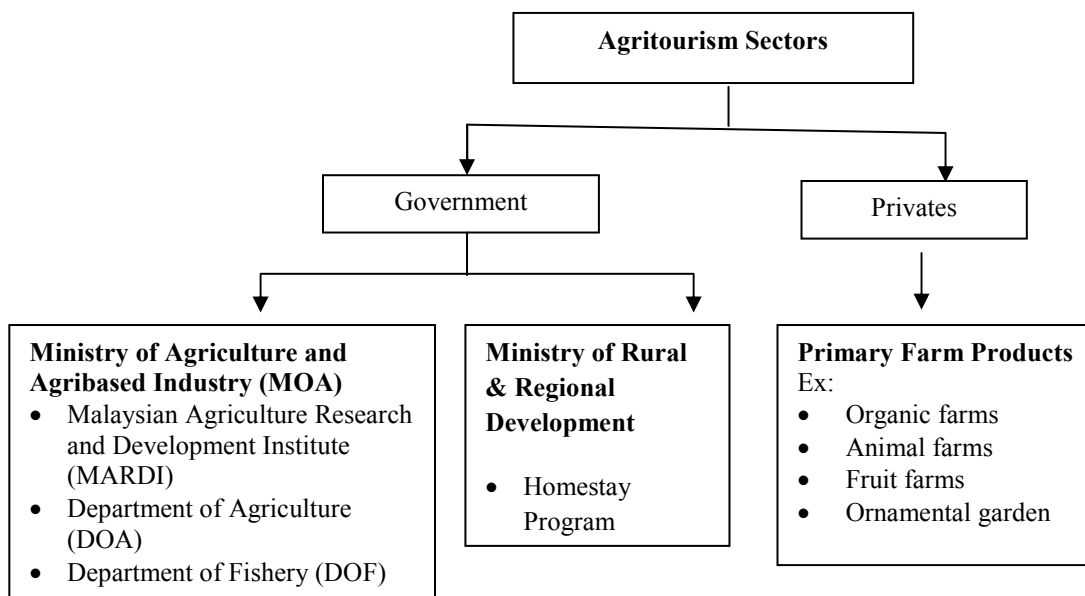 Agritourism Sectors
Government
Privates
Ministry of Agriculture and
Agribased Industry (MOA)
• Malaysian Agriculture Research
and Development Institute
(MARDI)
• Department of Agriculture
(DOA)
• Department of Fishery (DOF)
Ministry of Rural
& Regional
Development
• Homestay
Program
Primary Farm Products
Ex:
• Organic farms
• Animal farms
• Fruit farms
• Ornamental garden